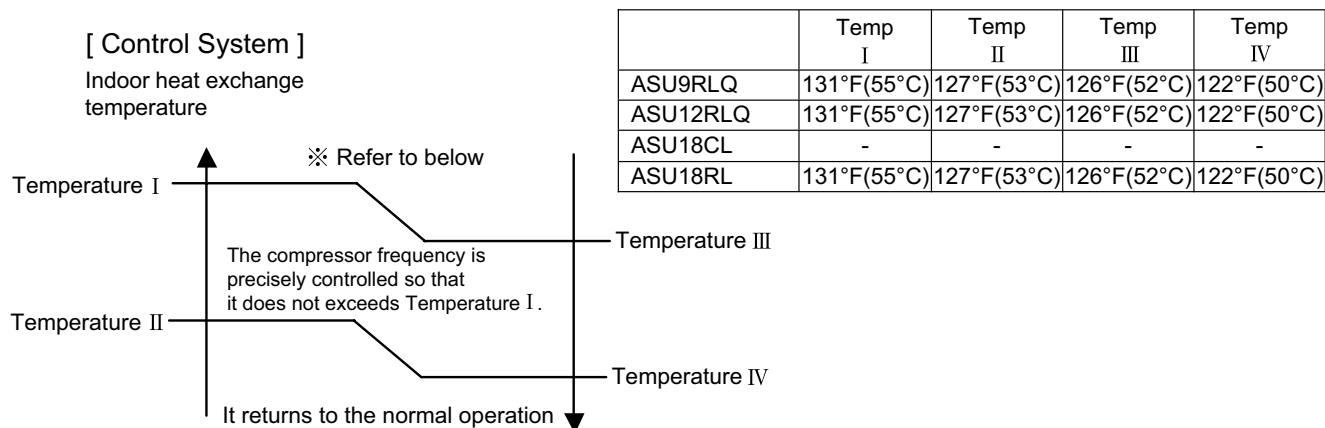 [ Control System ]
Indoor heat exchange
temperature
※ Refer to below
Temperature Ⅰ
Temperature Ⅲ
The compressor frequency is
precisely controlled so that
it does not exceeds Temperature Ⅰ.
Temperature Ⅱ
Temperature Ⅳ
It returns to the normal operation
Temp Temp Temp Temp
Ⅰ Ⅱ Ⅲ Ⅳ
ASU9RLQ 131°F(55°C) 127°F(53°C) 126°F(52°C) 122°F(50°C)
ASU12RLQ 131°F(55°C) 127°F(53°C) 126°F(52°C) 122°F(50°C)
ASU18CL - - - -
ASU18RL 131°F(55°C) 127°F(53°C) 126°F(52°C) 122°F(50°C)